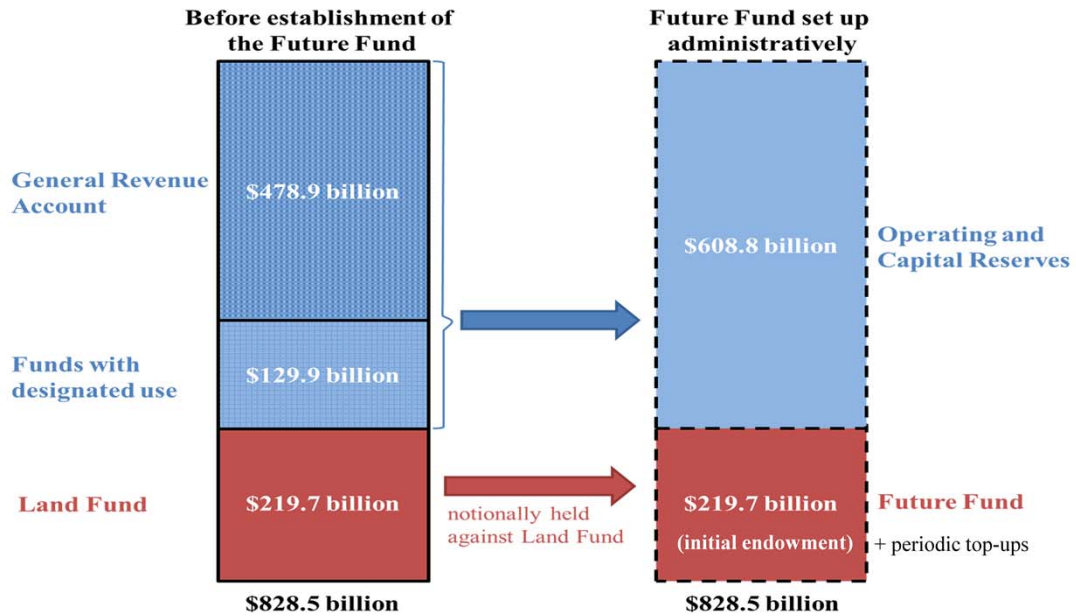 Before establishment of
the Future Fund
Future Fund set up
administratively
General Revenue
Account
$478.9 billion
$608.8 billion
Operating and
Capital Reserves
Funds with
designated use
$129.9 billion
Land Fund
$219.7 billion
notionally held
against Land Fund
$219.7 billion
(initial endowment)
Future Fund
+ periodic top-ups
$828.5 billion
$828.5 billion